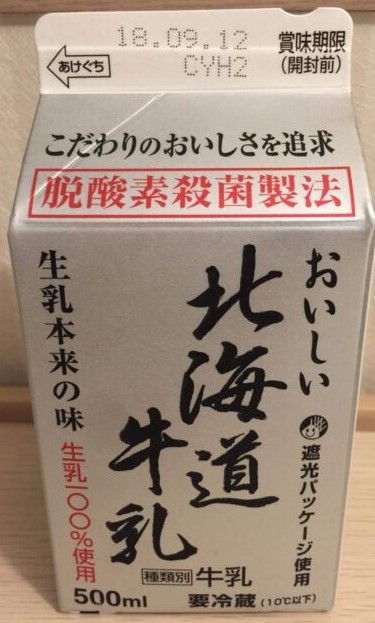 18.09.12
CYH2
賞味期限
(開封前)
あけぐち
こだわりのおいしさを追求
脱酸素殺菌製法
おいしい
北海道
牛乳
生乳本来の味
生乳一〇〇%使用
遮光パッケージ使用
種類別 牛乳
500ml 要冷蔵(10℃以下)